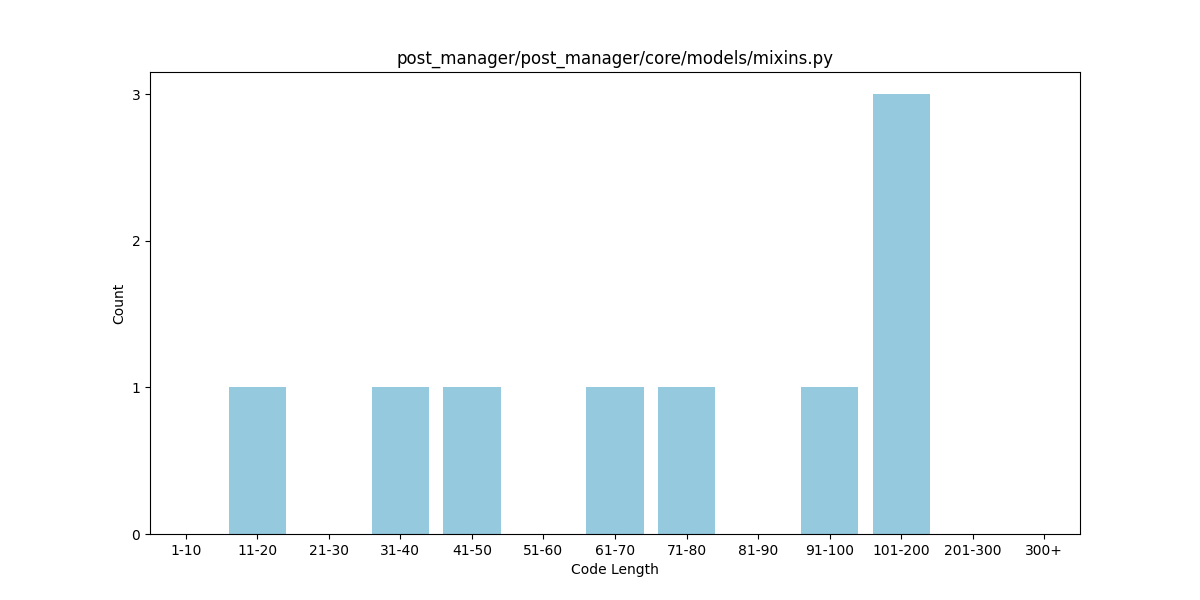 post_manager/post_manager/core/models/mixins.py
3
2
1
0
Count
1-10 11-20 21-30 31-40 41-50 51-60 61-70 71-80 81-90 91-100 101-200 201-300 300+
Code Length